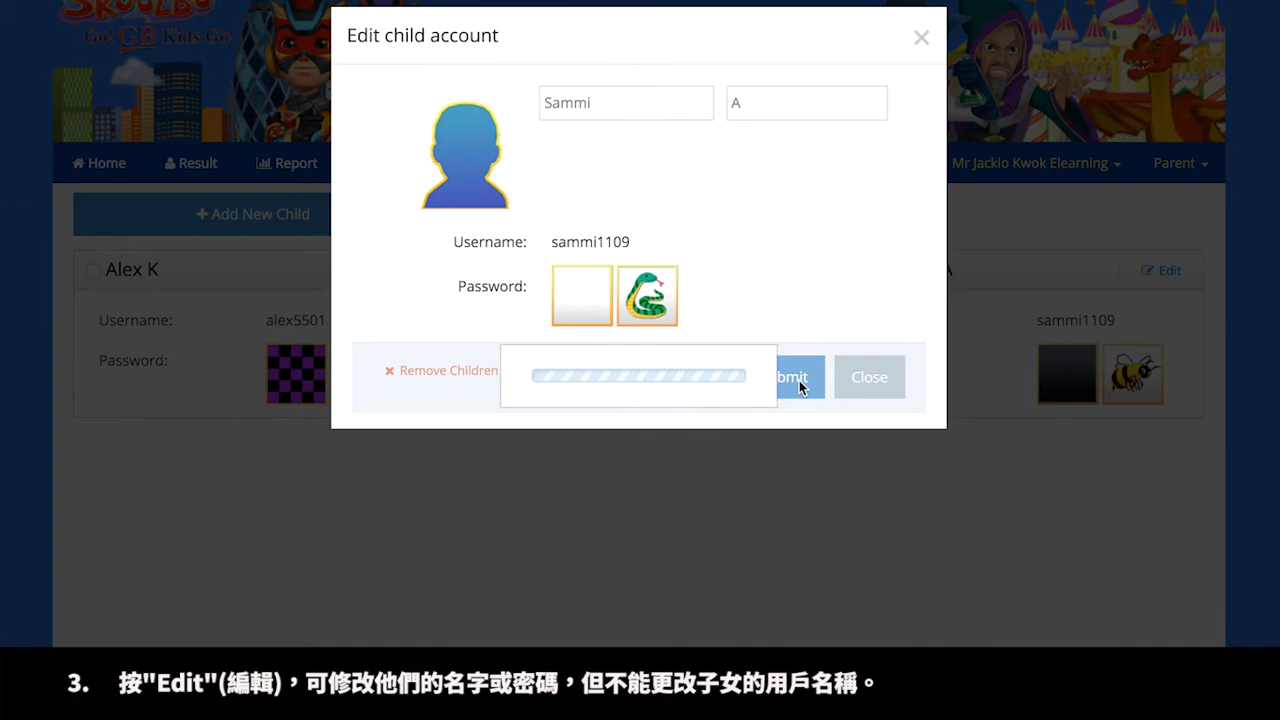 SKOOLBO
Go! GB Kids Go!
Edit child account
×
Sammi
A
Home
Result
Report
Mr Jackio Kwok Elearning
Parent
+ Add New Child
Username:
sammi1109
Alex K
A
Edit
Password:
Username:
alex5501
sammi1109
Password:
Remove Children
bmit
Close
3. 按"Edit"(編輯)，可修改他們的名字或密碼，但不能更改子女的用戶名稱。